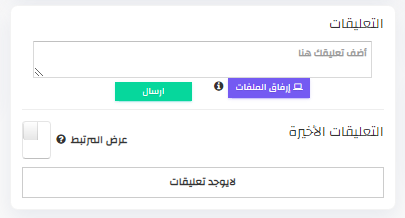 التعليقات
أضف تعليقك هنا
إرفاق الملفات
ارسال
التعليقات الأخيرة
عرض المرتبط
لايوجد تعليقات